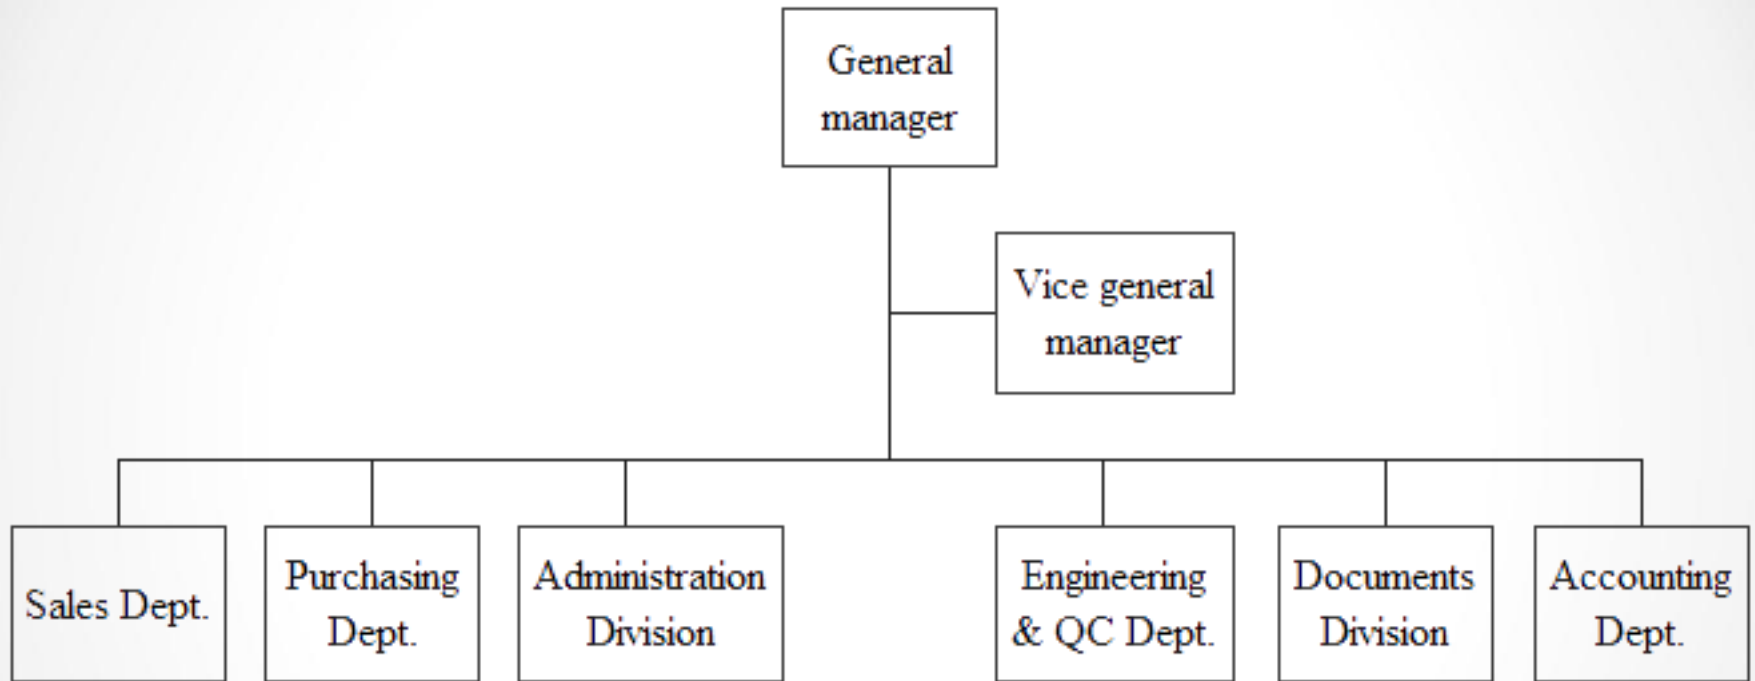 General
manager
Vice general
manager
Sales Dept.
Purchasing
Dept.
Administration
Division
Engineering
& QC Dept.
Documents
Division
Accounting
Dept.